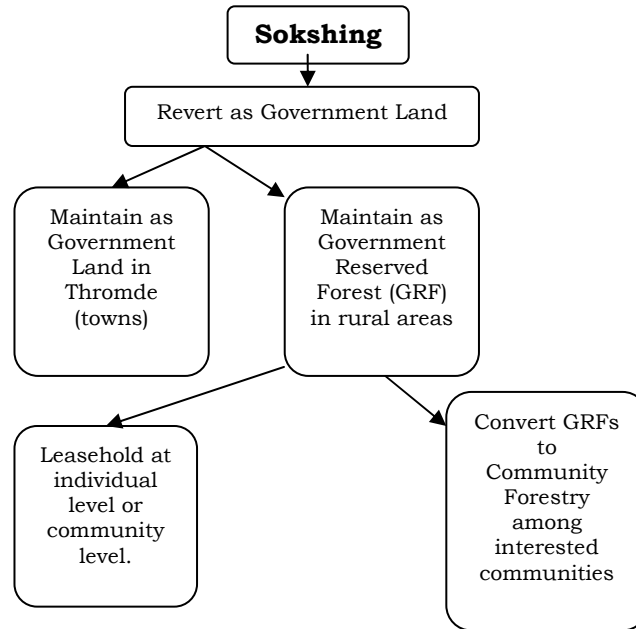 Sokshing
Revert as Government Land
Maintain as
Government
Land in
Thromde
(towns)
Maintain as
Government
Reserved
Forest (GRF)
in rural areas
Leasehold at
individual
level or
community
level.
Convert GRFs
to
Community
Forestry
among
interested
communities